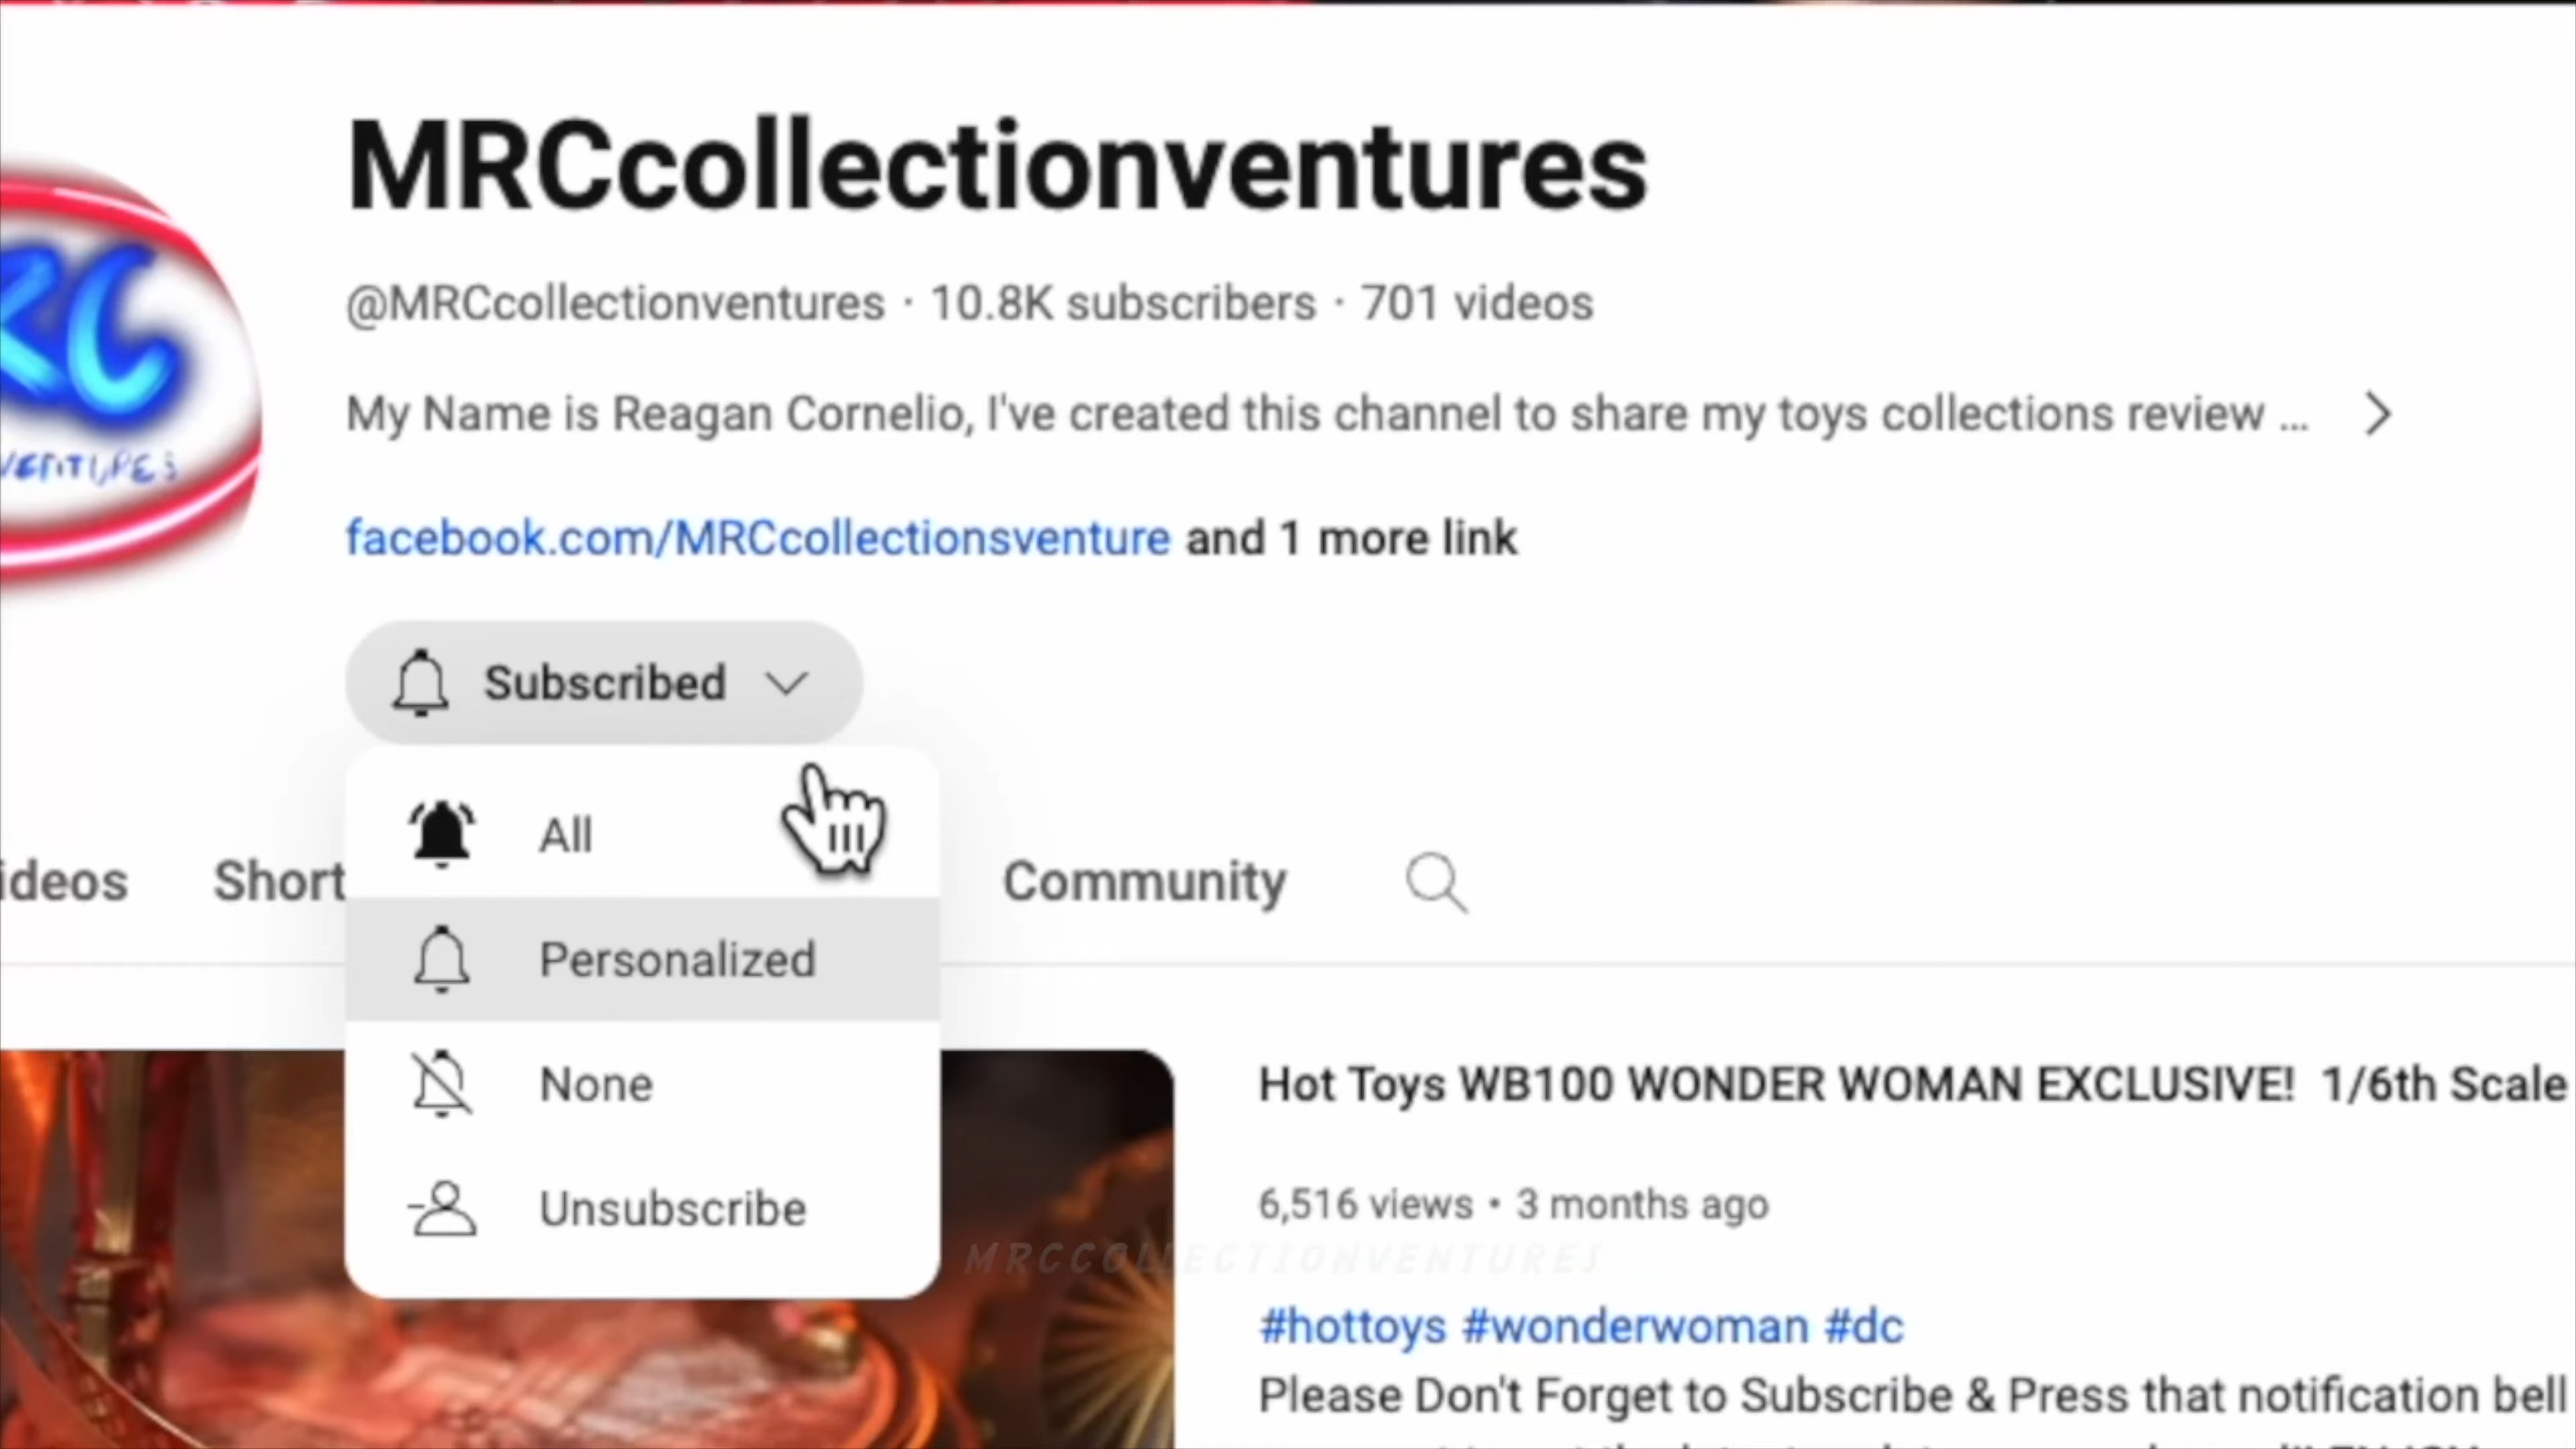 MRCcollectionventures
RC
VENTURES
@MRCcollectionventures · 10.8K subscribers · 701 videos
My Name is Reagan Cornelio, I've created this channel to share my toys collections review ...
facebook.com/MRCcollectionsventure and 1 more link
Subscribed
All
ideos Short Community
Personalized
None
Unsubscribe
Hot Toys WB100 WONDER WOMAN EXCLUSIVE! 1/6th Scale
6,516 views • 3 months ago
MRCCOLLECTIONVENTURES
#hottoys #wonderwoman #dc
Please Don't Forget to Subscribe & Press that notification bell